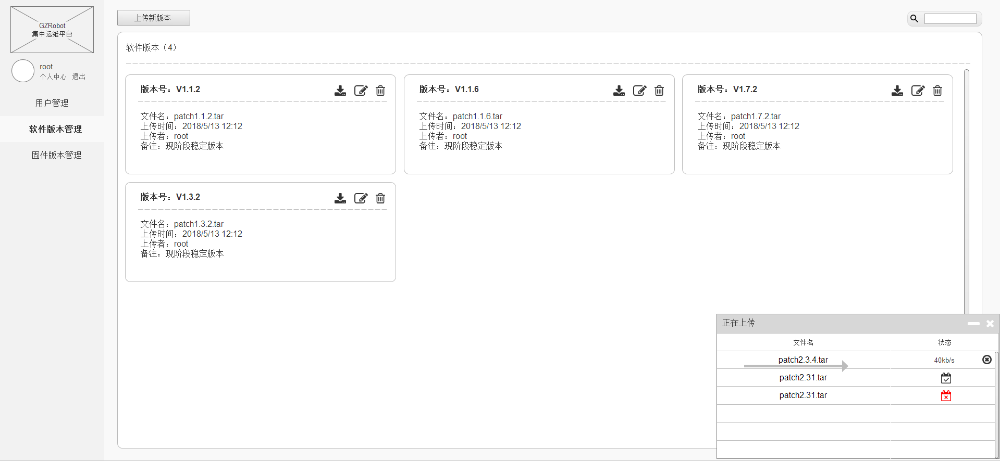 GZRobot
集中运维平台
root
个人中心 退出
用户管理
软件版本管理
固件版本管理
上传新版本
软件版本（4）
版本号：V1.1.2
文件名：patch1.1.2.tar
上传时间：2018/5/13 12:12
上传者：root
备注：现阶段稳定版本
版本号：V1.1.6
文件名：patch1.1.6.tar
上传时间：2018/5/13 12:12
上传者：root
备注：现阶段稳定版本
版本号：V1.7.2
文件名：patch1.7.2.tar
上传时间：2018/5/13 12:12
上传者：root
备注：现阶段稳定版本
版本号：V1.3.2
文件名：patch1.3.2.tar
上传时间：2018/5/13 12:12
上传者：root
备注：现阶段稳定版本
正在上传
文件名 状态
patch2.3.4.tar 40kb/s
patch2.31.tar
patch2.31.tar